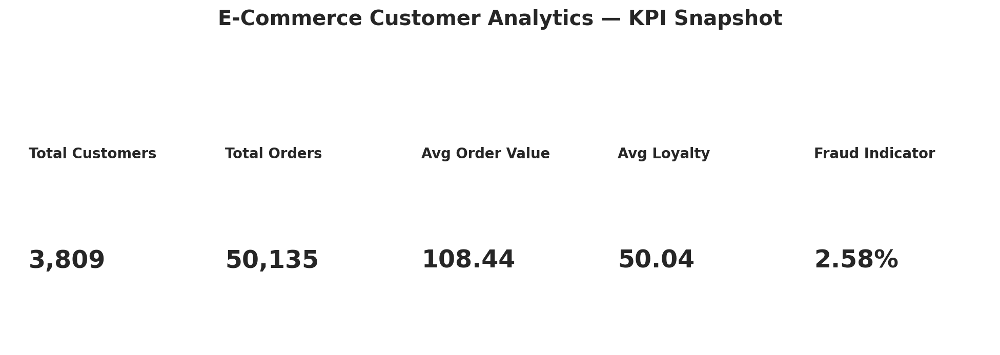 E-Commerce Customer Analytics — KPI Snapshot
Total Customers Total Orders Avg Order Value Avg Loyalty Fraud Indicator
3,809 50,135 108.44 50.04 2.58%